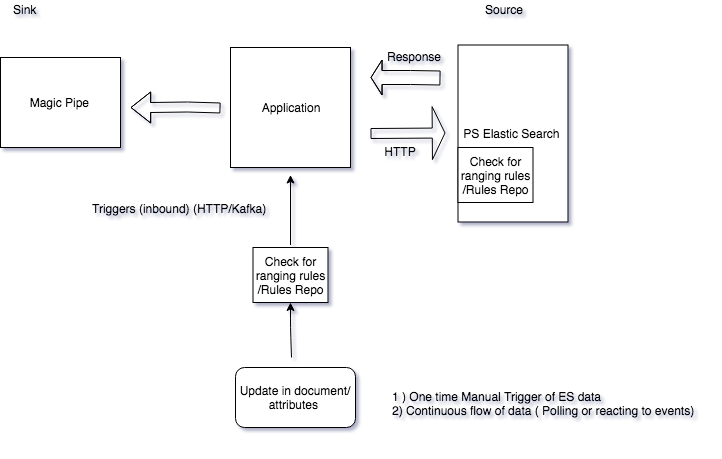 Sink
Source
Magic Pipe
Application
Response
HTTP
PS Elastic Search
Check for
ranging rules
/Rules Repo
Triggers (inbound) (HTTP/Kafka)
Check for
ranging rules
/Rules Repo
Update in document/
attributes
1 ) One time Manual Trigger of ES data
2) Continuous flow of data ( Polling or reacting to events)